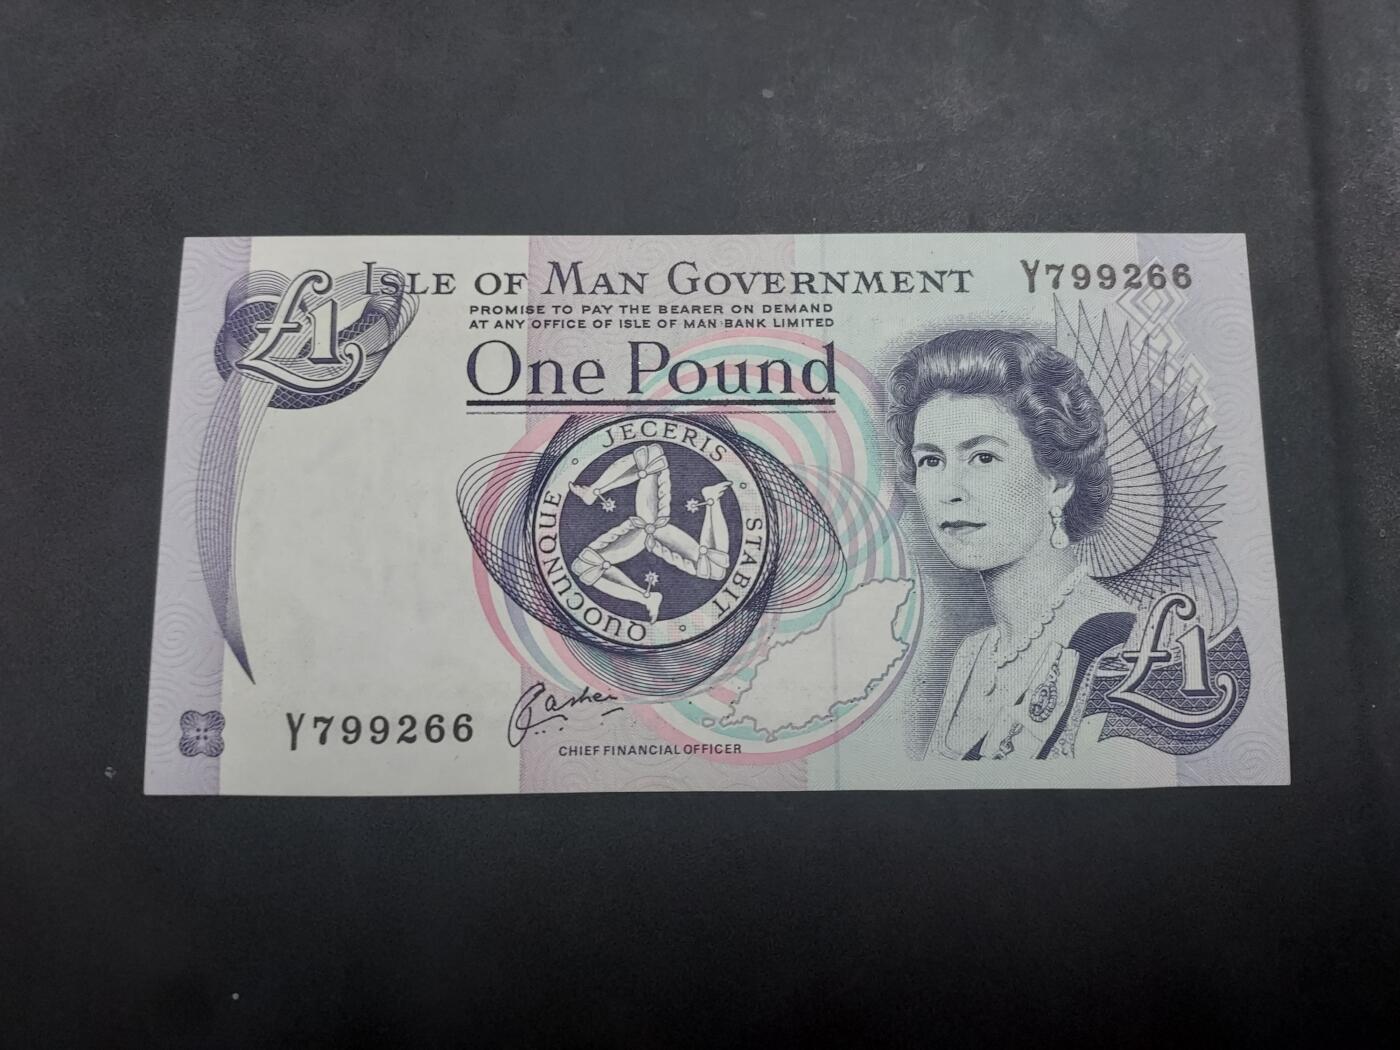 £1
ISLE OF MAN GOVERNMENT
Y799266
PROMISE TO PAY THE BEARER ON DEMAND
AT ANY OFFICE OF ISLE OF MAN BANK LIMITED
One Pound
QUOCUNQUE JECERIS STABIT
£1
Y799266
CHIEF FINANCIAL OFFICER